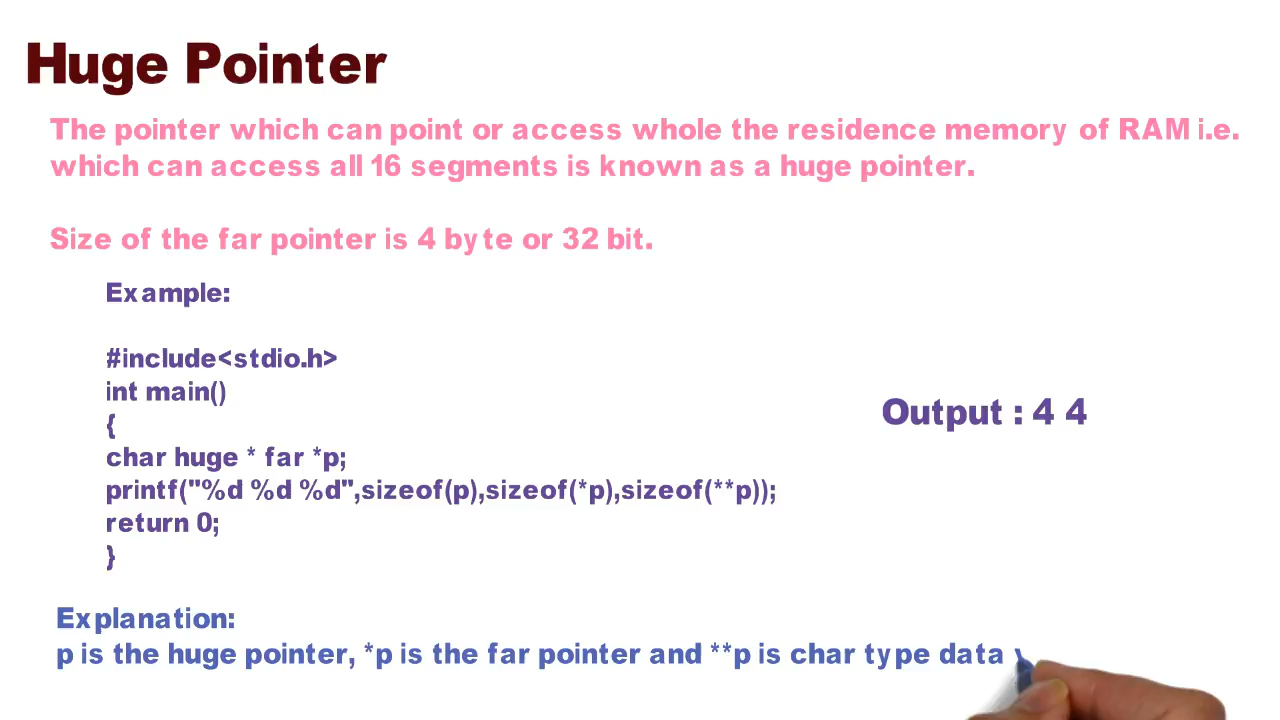 Huge Pointer
The pointer which can point or access whole the residence memory of RAM i.e.
which can access all 16 segments is known as a huge pointer.
Size of the far pointer is 4 byte or 32 bit.
Example:
#include<stdio.h>
int main()
{
char huge * far *p;
printf("%d %d %d",sizeof(p),sizeof(*p),sizeof(**p));
return 0;
}
Output : 4 4
Explanation:
p is the huge pointer, *p is the far pointer and **p is char type data